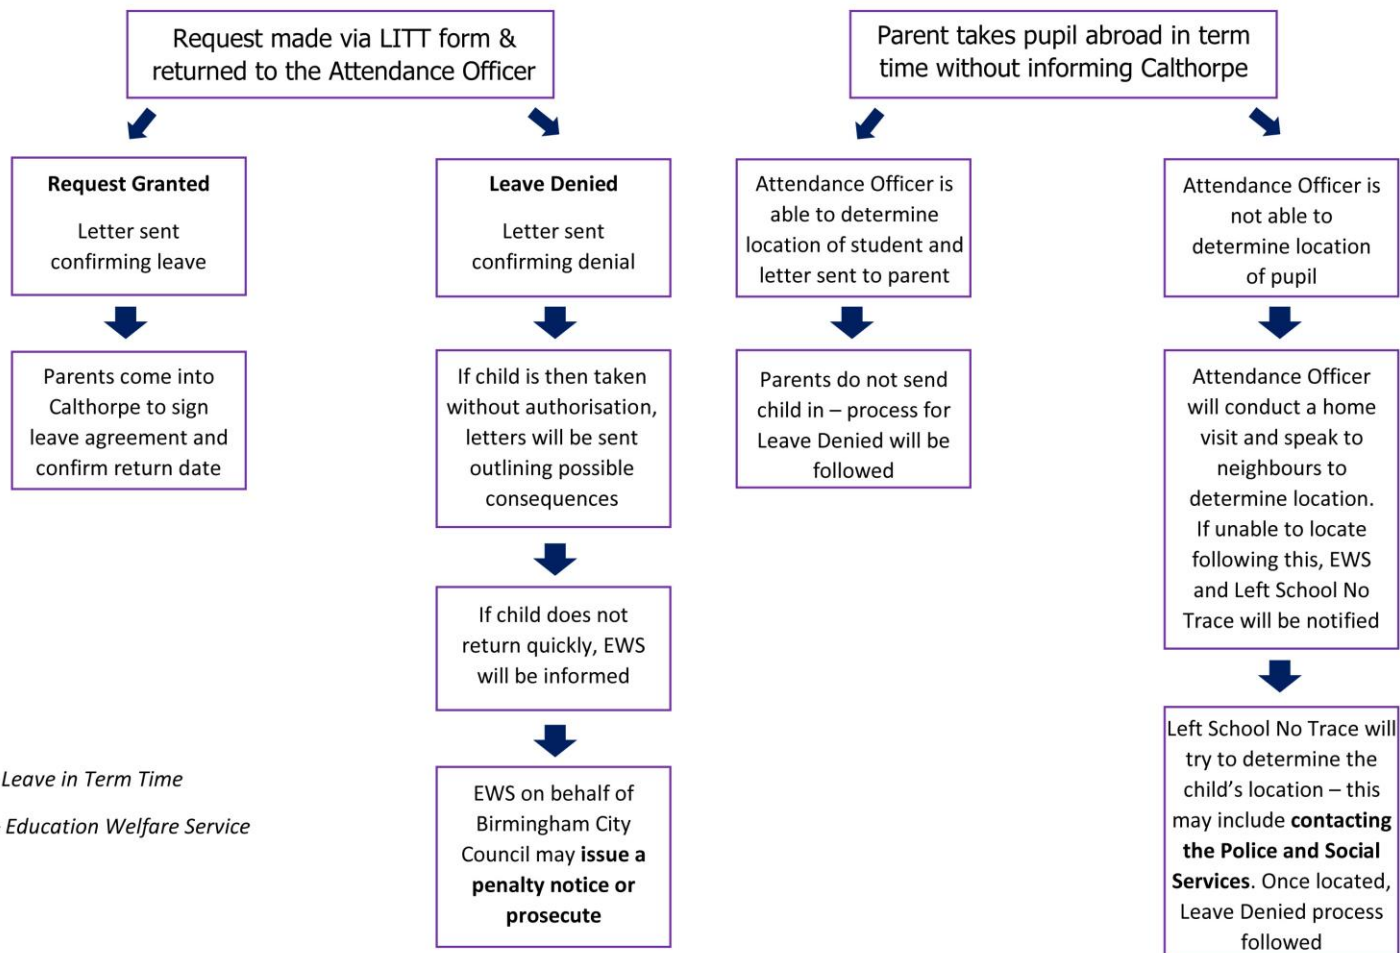 Request made via LITT form &
returned to the Attendance Officer
Parent takes pupil abroad in term
time without informing Calthorpe
Request Granted
Letter sent
confirming leave
Leave Denied
Letter sent
confirming denial
Attendance Officer is
able to determine
location of student and
letter sent to parent
Attendance Officer is
not able to
determine location
of pupil
Parents come into
Calthorpe to sign
leave agreement and
confirm return date
If child is then taken
without authorisation,
letters will be sent
outlining possible
consequences
Parents do not send
child in – process for
Leave Denied will be
followed
Attendance Officer
will conduct a home
visit and speak to
neighbours to
determine location.
If unable to locate
following this, EWS
and Left School No
Trace will be notified
If child does not
return quickly, EWS
will be informed
EWS on behalf of
Birmingham City
Council may issue a
penalty notice or
prosecute
Left School No Trace will
try to determine the
child's location – this
may include contacting
the Police and Social
Services. Once located,
Leave Denied process
followed
Leave in Term Time
Education Welfare Service